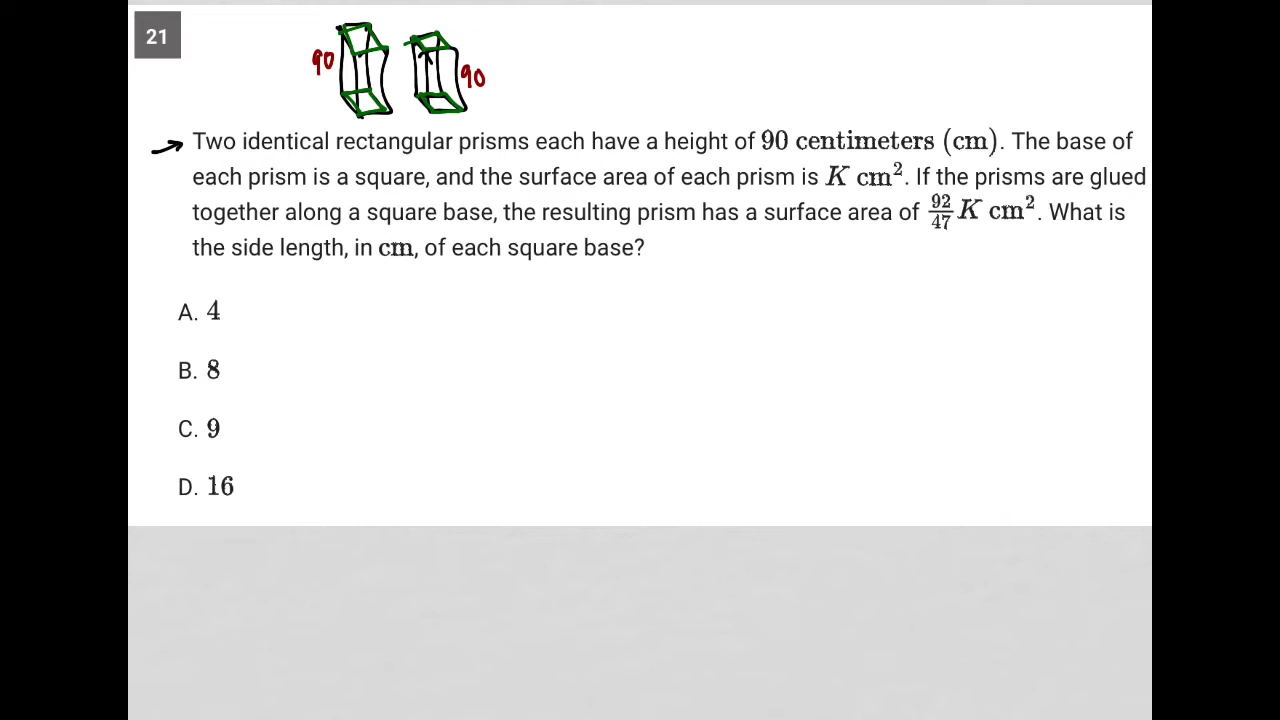 21
90
90
Two identical rectangular prisms each have a height of 90 centimeters (cm). The base of
each prism is a square, and the surface area of each prism is K cm². If the prisms are glued
together along a square base, the resulting prism has a surface area of 92/47 K cm². What is
the side length, in cm, of each square base?
A. 4
B. 8
C. 9
D. 16